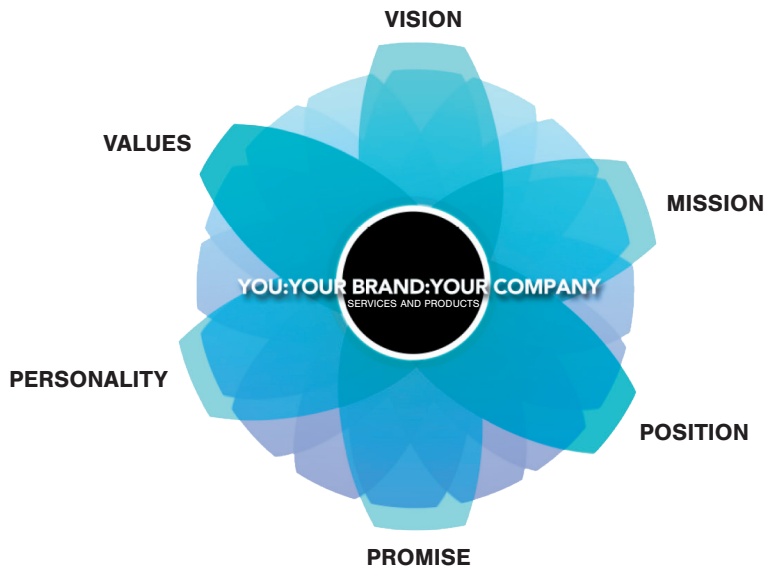 VISION
VALUES
MISSION
YOU:YOUR BRAND:YOUR COMPANY
SERVICES AND PRODUCTS
PERSONALITY
POSITION
PROMISE